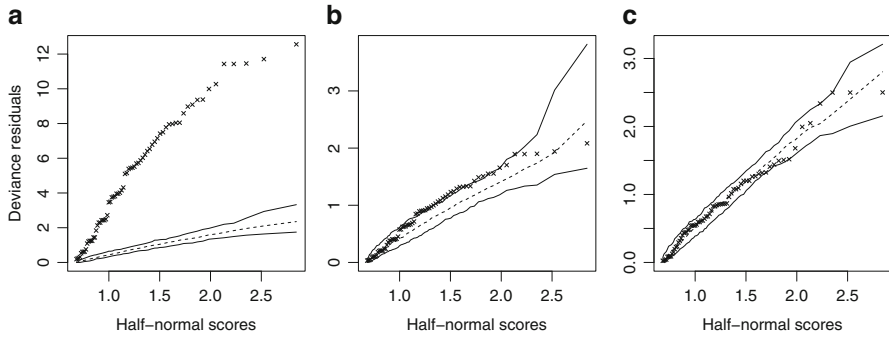 a
b
c
Deviance residuals
0 2 4 6 8 10 12
0 1 2 3
0.0 1.0 2.0 3.0
1.0 1.5 2.0 2.5
1.0 1.5 2.0 2.5
1.0 1.5 2.0 2.5
Half−normal scores
Half−normal scores
Half−normal scores